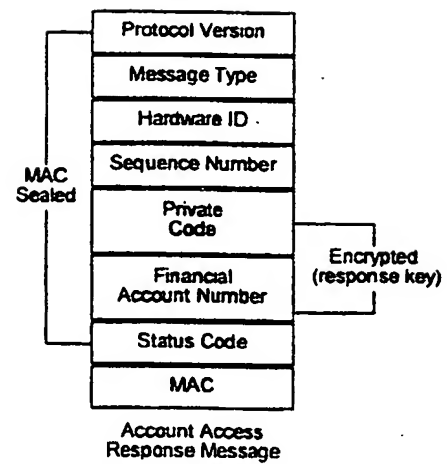 Protocol Version
Message Type
Hardware ID
Sequence Number
MAC
Sealed
Private
Code
Encrypted
(response key)
Financial
Account Number
Status Code
MAC
Account Access
Response Message